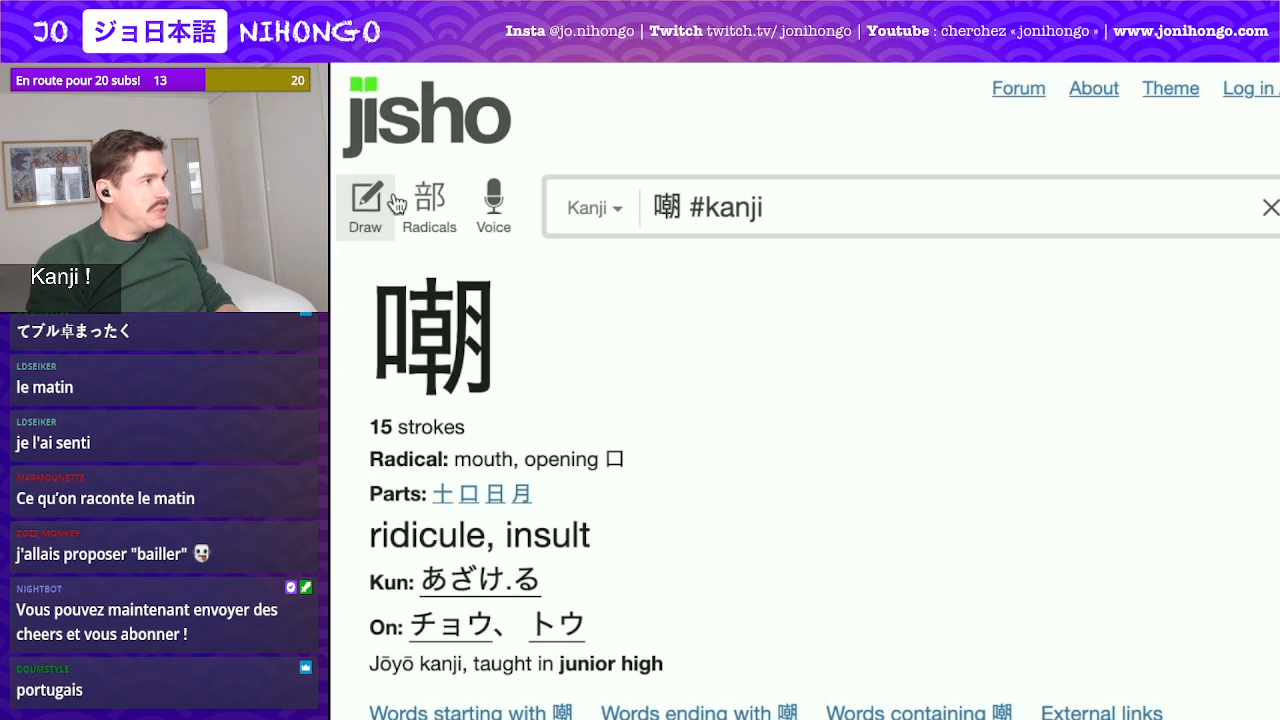 JO ジョ日本語 NIHONGO
Insta @jo.nihongo | Twitch twitch.tv/ jonihongo | Youtube : cherchez « jonihongo » | www.jonihongo.com
En route pour 20 subs! 13 20
Kanji !
てブル卓まったく
LDSEIKER
le matin
LDSEIKER
je l'ai senti
MARMOUNETTE
Ce qu'on raconte le matin
ZOZZ MONKEY
j'allais proposer "bailler"
NIGHTBOT
Vous pouvez maintenant envoyer des
cheers et vous abonner !
DOUMSTYLE
portugais
jisho
Forum About Theme Log in
Draw 部 Radicals Voice
Kanji 嘲 #kanji
嘲
15 strokes
Radical: mouth, opening 口
Parts: 土 口 日 月
ridicule, insult
Kun: あざけ.る
On: チョウ、 トウ
Jōyō kanji, taught in junior high
Words starting with 嘲 Words ending with 嘲 Words containing 嘲 External links